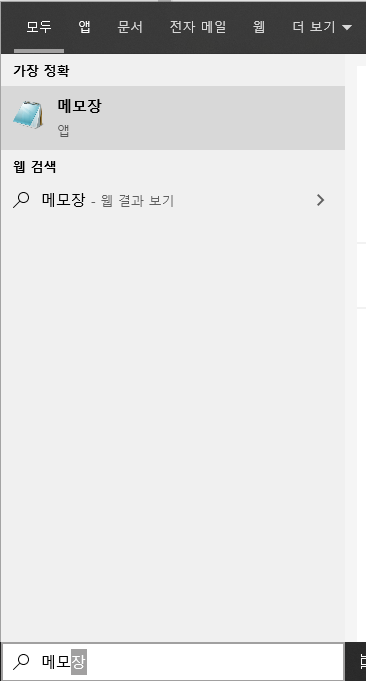 모두 앱 문서 전자 메일 웹 더 보기
가장 정확
메모장
앱
웹 검색
메모장 - 웹 결과 보기
메모장